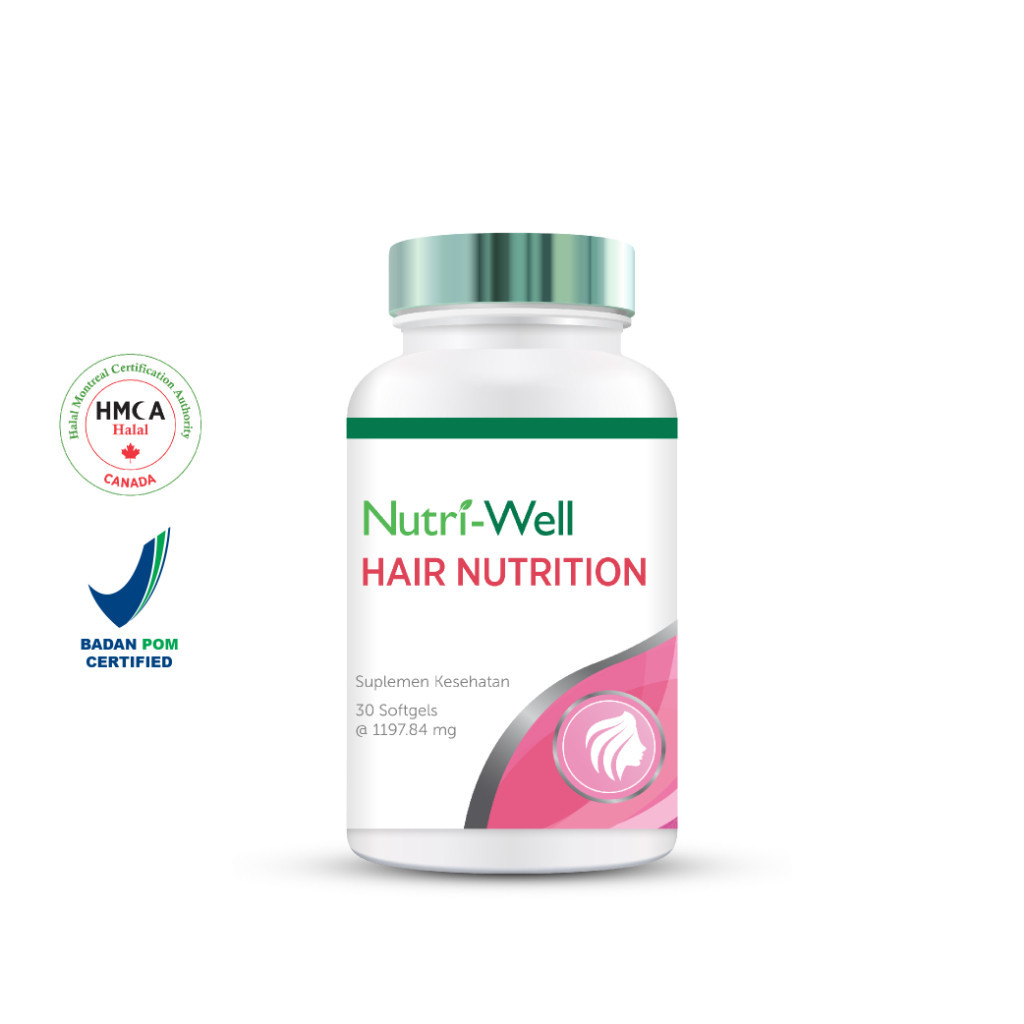 Halal Montreal Certification Authority
HMCA
Halal
CANADA
BADAN POM
CERTIFIED
Nutri-Well
HAIR NUTRITION
Suplemen Kesehatan
30 Softgels
@ 1197.84 mg